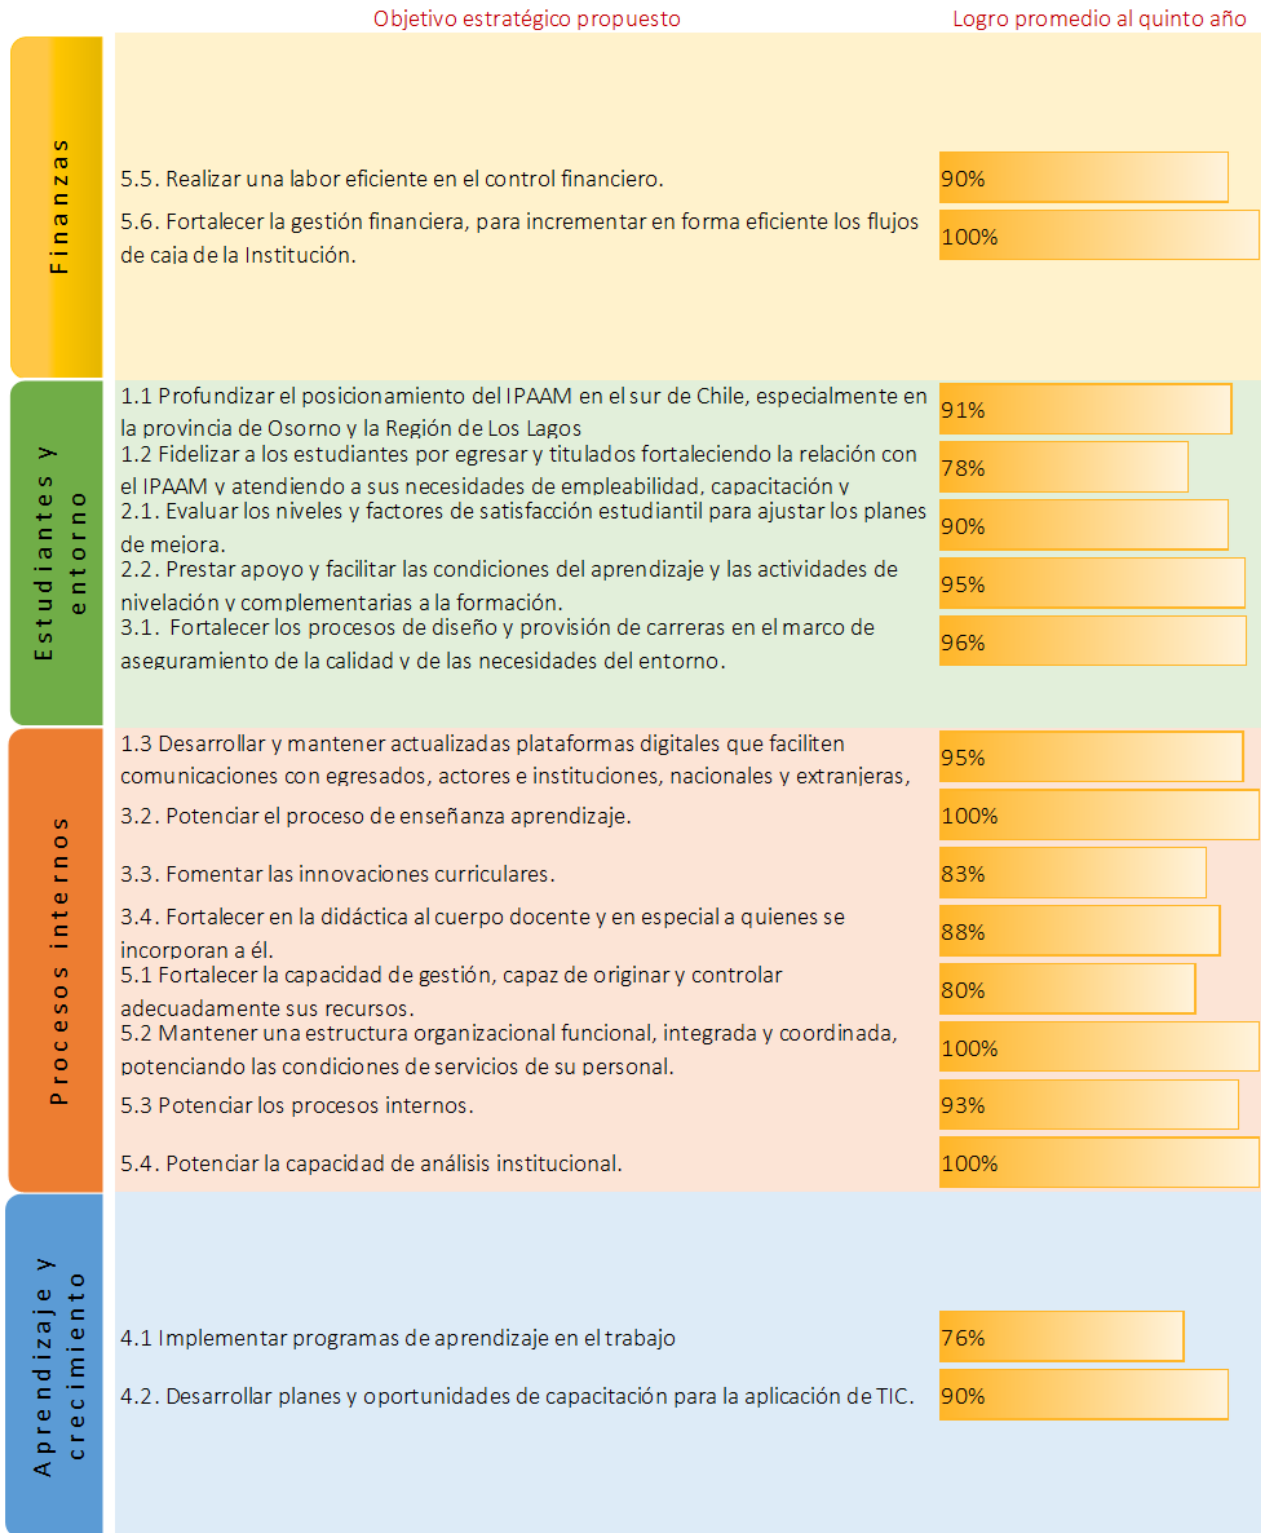 Objetivo estratégico propuesto
Logro promedio al quinto año
Finanzas
5.5. Realizar una labor eficiente en el control financiero.
90%
5.6. Fortalecer la gestión financiera, para incrementar en forma eficiente los flujos
de caja de la Institución.
100%
Estudiantes y
entorno
1.1 Profundizar el posicionamiento del IPAAM en el sur de Chile, especialmente en
la provincia de Osorno y la Región de Los Lagos
91%
1.2 Fidelizar a los estudiantes por egresar y titulados fortaleciendo la relación con
el IPAAM y atendiendo a sus necesidades de empleabilidad, capacitación y
78%
2.1. Evaluar los niveles y factores de satisfacción estudiantil para ajustar los planes
de mejora.
90%
2.2. Prestar apoyo y facilitar las condiciones del aprendizaje y las actividades de
nivelación y complementarias a la formación.
95%
3.1. Fortalecer los procesos de diseño y provisión de carreras en el marco de
aseguramiento de la calidad y de las necesidades del entorno.
96%
Procesos internos
1.3 Desarrollar y mantener actualizadas plataformas digitales que faciliten
comunicaciones con egresados, actores e instituciones, nacionales y extranjeras,
95%
3.2. Potenciar el proceso de enseñanza aprendizaje.
100%
3.3. Fomentar las innovaciones curriculares.
83%
3.4. Fortalecer en la didáctica al cuerpo docente y en especial a quienes se
incorporan a él.
88%
5.1 Fortalecer la capacidad de gestión, capaz de originar y controlar
adecuadamente sus recursos.
80%
5.2 Mantener una estructura organizacional funcional, integrada y coordinada,
potenciando las condiciones de servicios de su personal.
100%
5.3 Potenciar los procesos internos.
93%
5.4. Potenciar la capacidad de análisis institucional.
100%
Aprendizaje y
crecimiento
4.1 Implementar programas de aprendizaje en el trabajo
76%
4.2. Desarrollar planes y oportunidades de capacitación para la aplicación de TIC.
90%